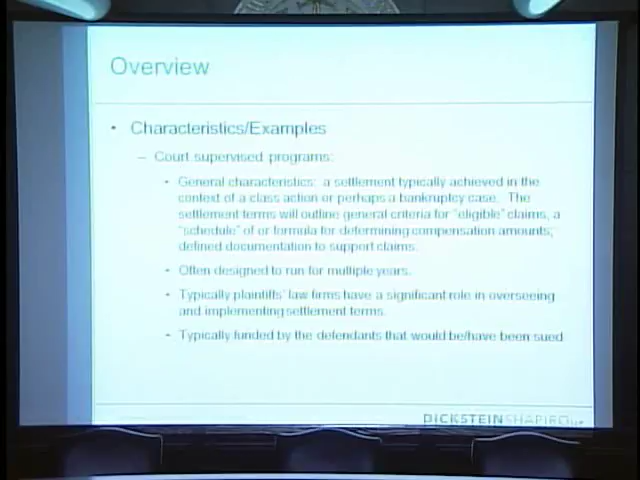 Overview
• Characteristics/Examples
– Court supervised programs:
• General characteristics: a settlement typically achieved in the
context of a class action or perhaps a bankruptcy case. The
settlement terms will outline general criteria for "eligible" claims, a
"schedule" of or formula for determining compensation amounts;
defined documentation to support claims.
• Often designed to run for multiple years.
• Typically plaintiffs' law firms have a significant role in overseeing
and implementing settlement terms.
• Typically funded by the defendants that would be/have been sued
DICKSTEINSHAPIROLLP